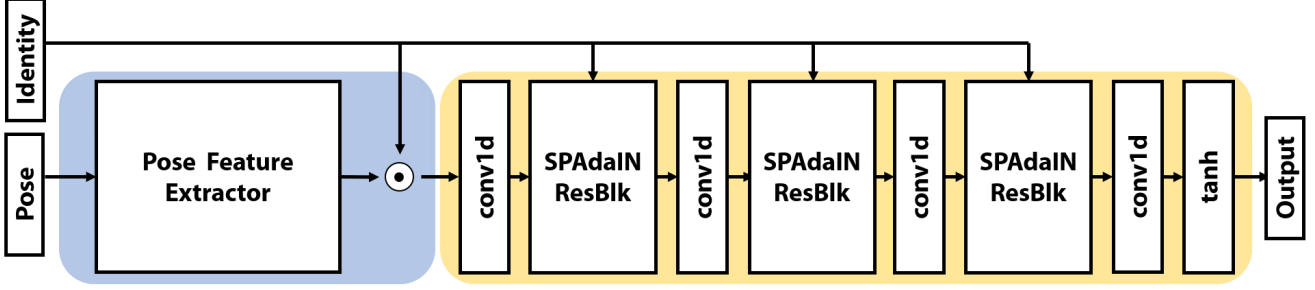 Identity
Pose
Pose Feature
Extractor
conv1d
SPAdaIN
ResBlk
conv1d
SPAdaIN
ResBlk
conv1d
SPAdaIN
ResBlk
conv1d
tanh
Output